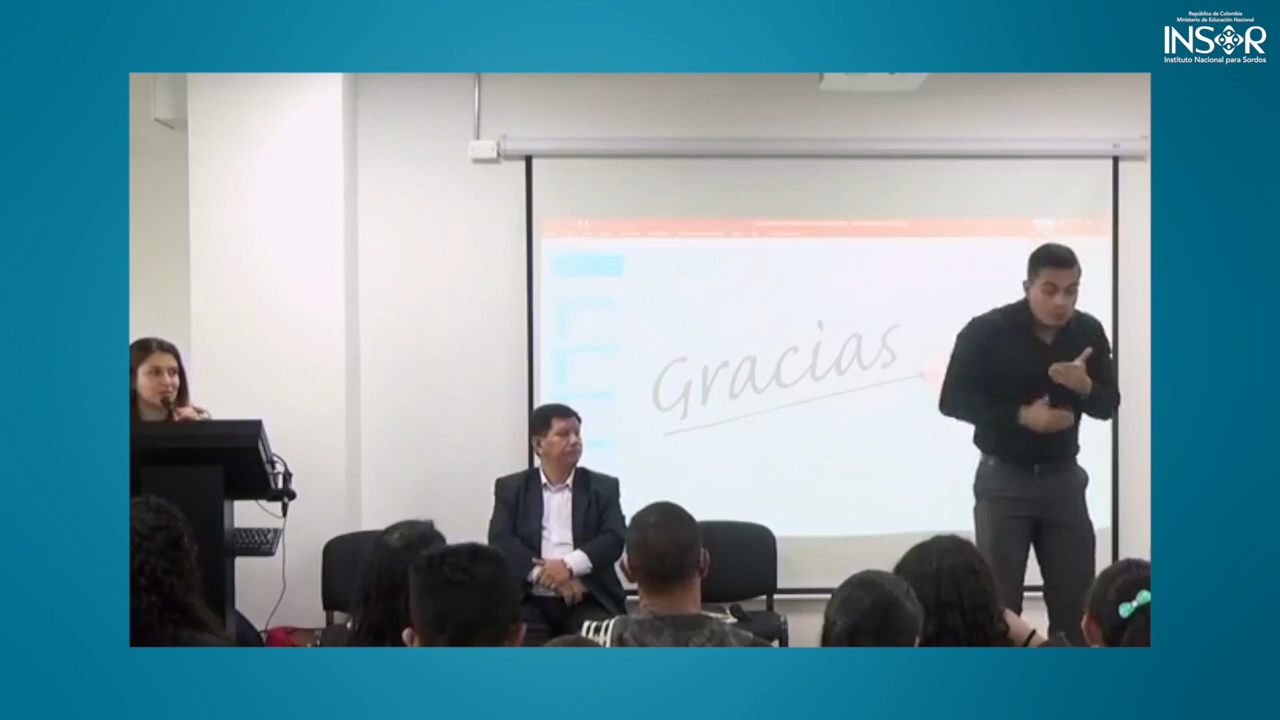 República de Colombia
Ministerio de Educación Nacional
INSOR
Instituto Nacional para Sordos
Gracias